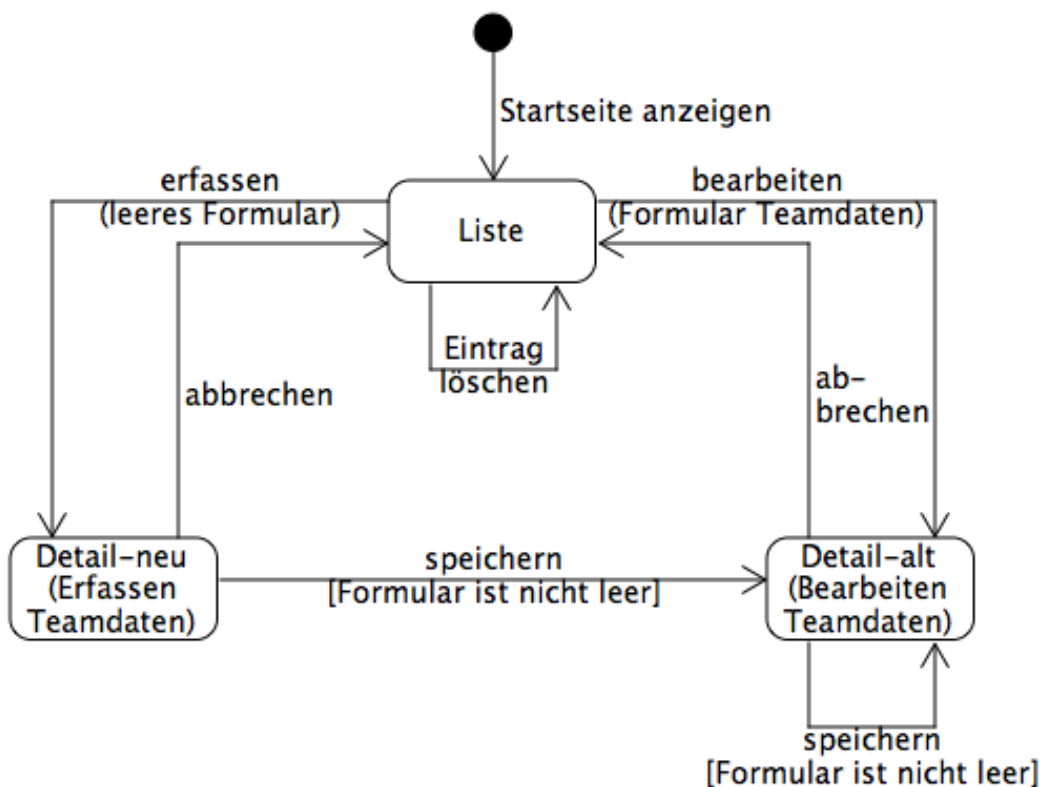 Startseite anzeigen
erfassen
(leeres Formular)
bearbeiten
(Formular Teamdaten)
Liste
Eintrag
löschen
abbrechen
ab-
brechen
Detail-neu
(Erfassen
Teamdaten)
speichern
[Formular ist nicht leer]
Detail-alt
(Bearbeiten
Teamdaten)
speichern
[Formular ist nicht leer]